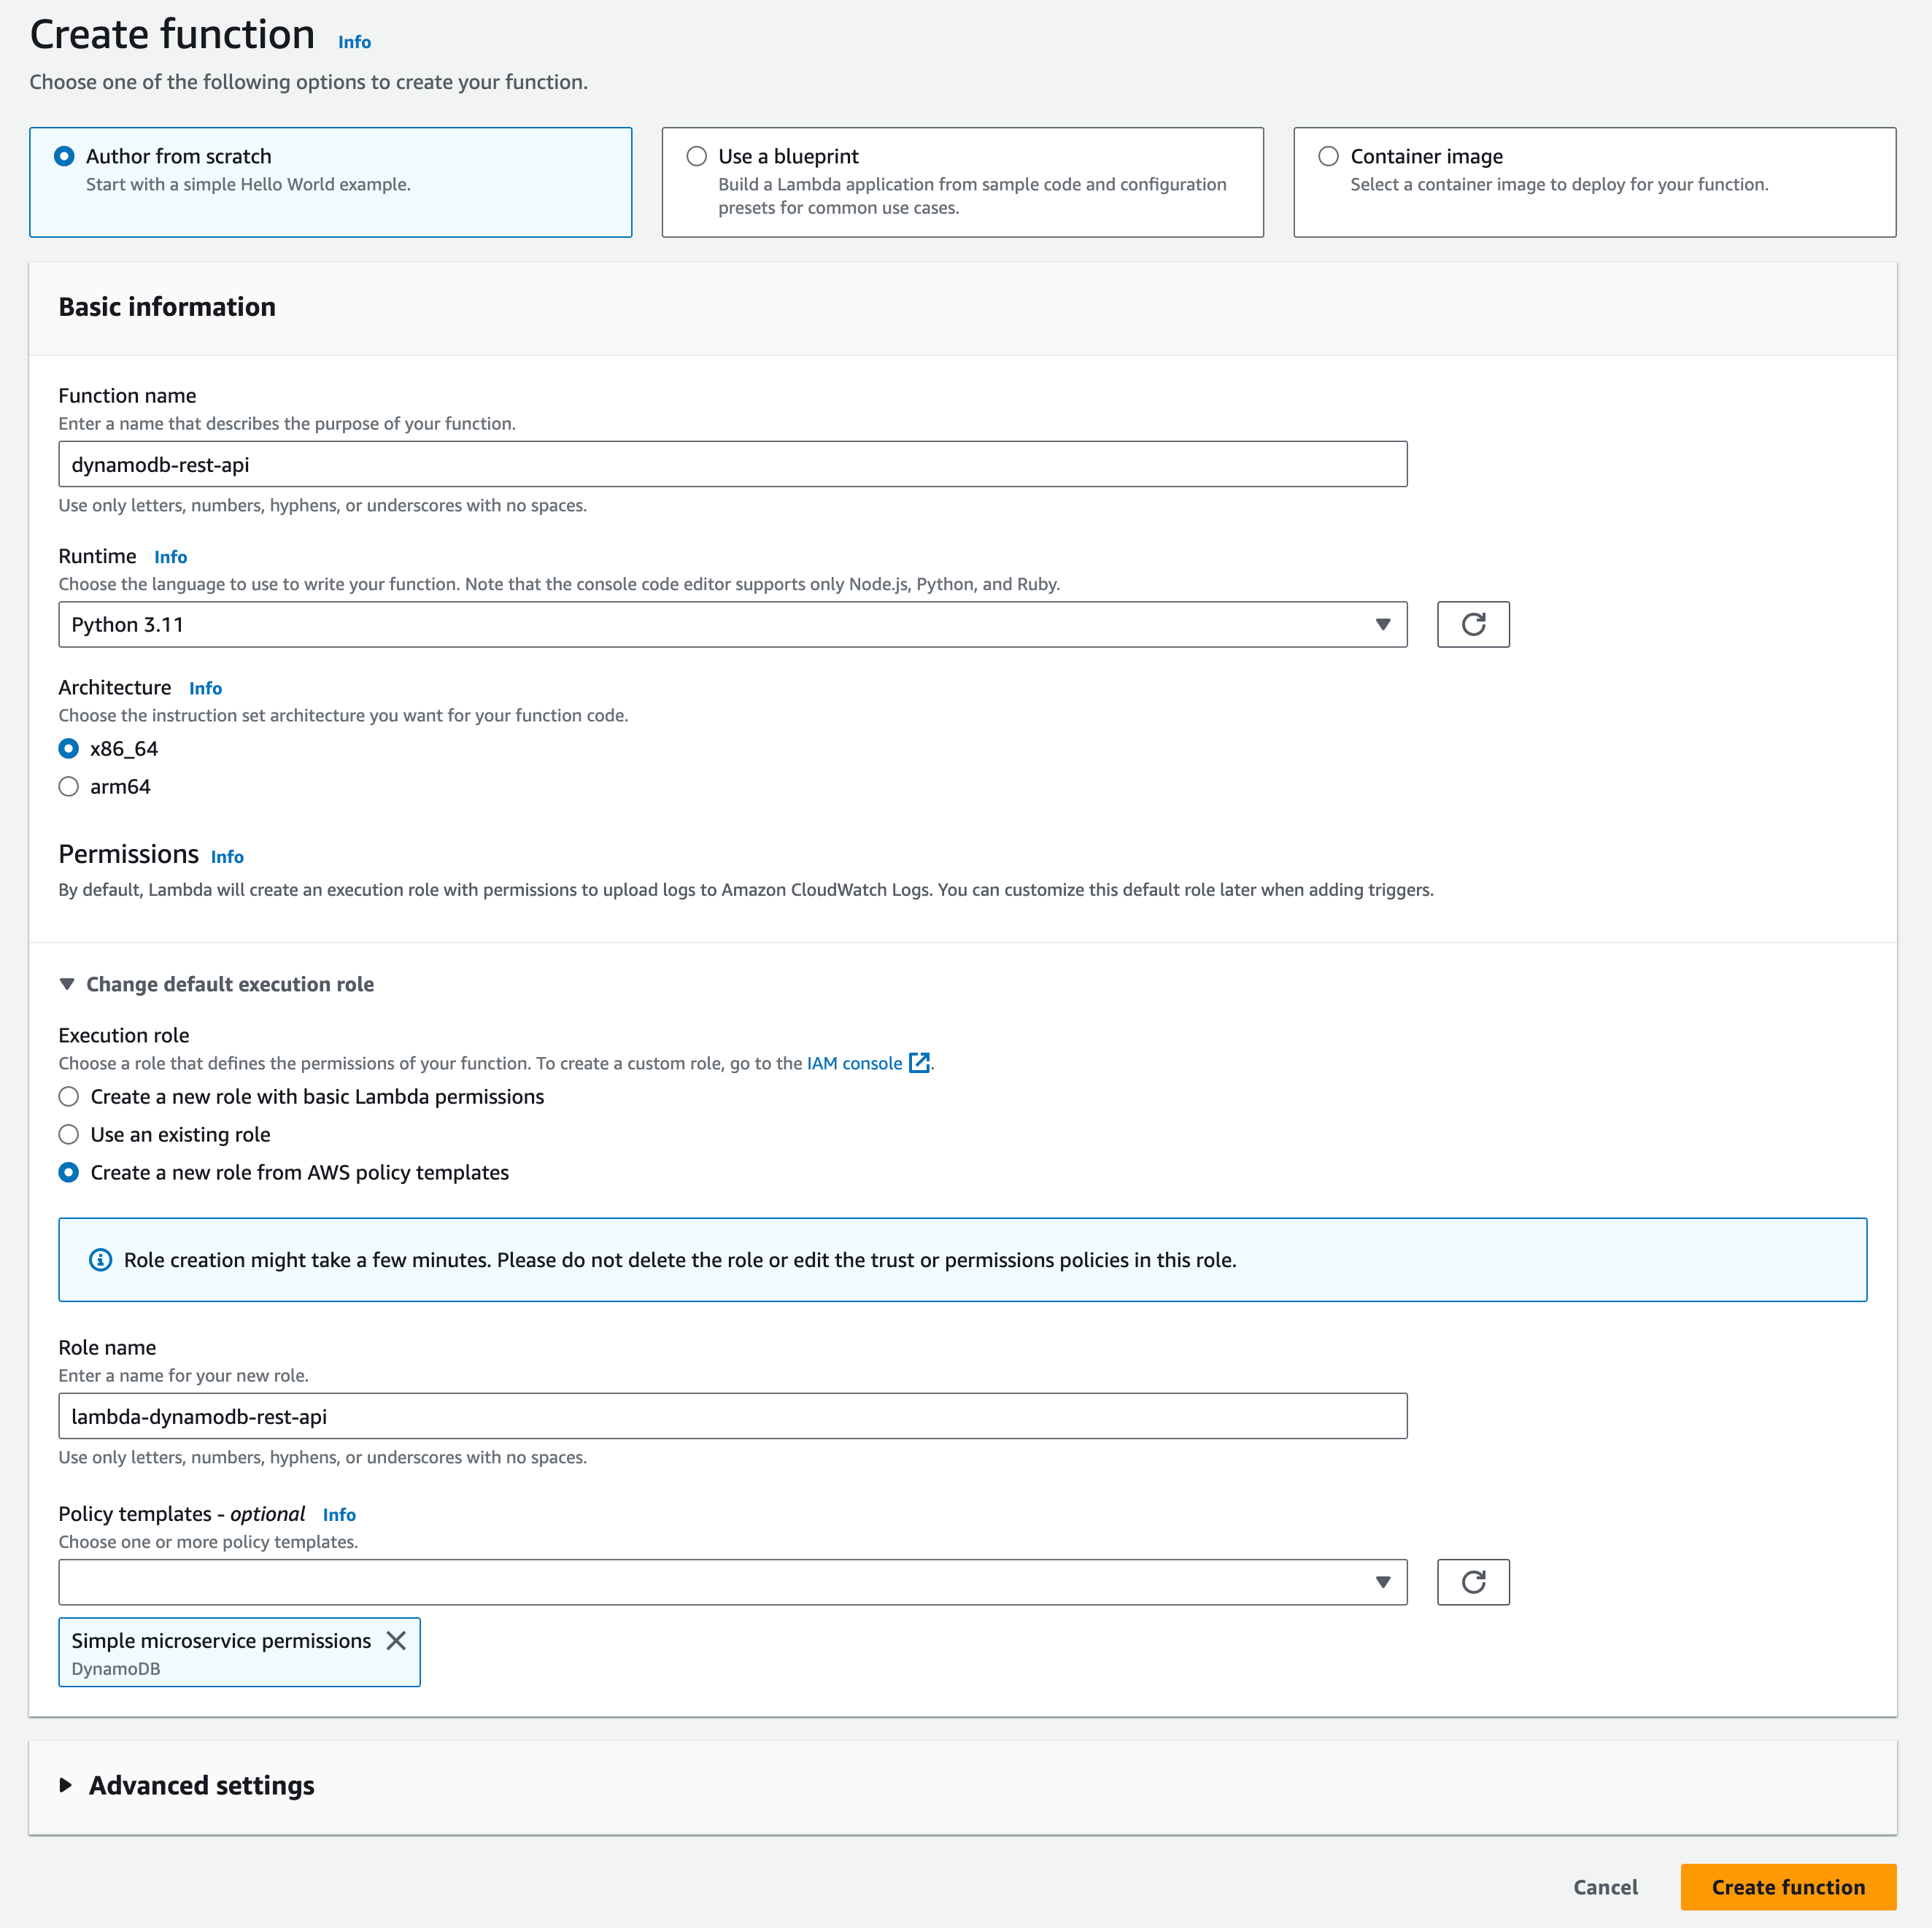 Create function Info
Choose one of the following options to create your function.
Author from scratch
Start with a simple Hello World example.
Use a blueprint
Build a Lambda application from sample code and configuration
presets for common use cases.
Container image
Select a container image to deploy for your function.
Basic information
Function name
Enter a name that describes the purpose of your function.
dynamodb-rest-api
Use only letters, numbers, hyphens, or underscores with no spaces.
Runtime Info
Choose the language to use to write your function. Note that the console code editor supports only Node.js, Python, and Ruby.
Python 3.11
Architecture Info
Choose the instruction set architecture you want for your function code.
x86_64
arm64
Permissions Info
By default, Lambda will create an execution role with permissions to upload logs to Amazon CloudWatch Logs. You can customize this default role later when adding triggers.
Change default execution role
Execution role
Choose a role that defines the permissions of your function. To create a custom role, go to the IAM console.
Create a new role with basic Lambda permissions
Use an existing role
Create a new role from AWS policy templates
Role creation might take a few minutes. Please do not delete the role or edit the trust or permissions policies in this role.
Role name
Enter a name for your new role.
lambda-dynamodb-rest-api
Use only letters, numbers, hyphens, or underscores with no spaces.
Policy templates - optional Info
Choose one or more policy templates.
Simple microservice permissions
DynamoDB
Advanced settings
Cancel
Create function